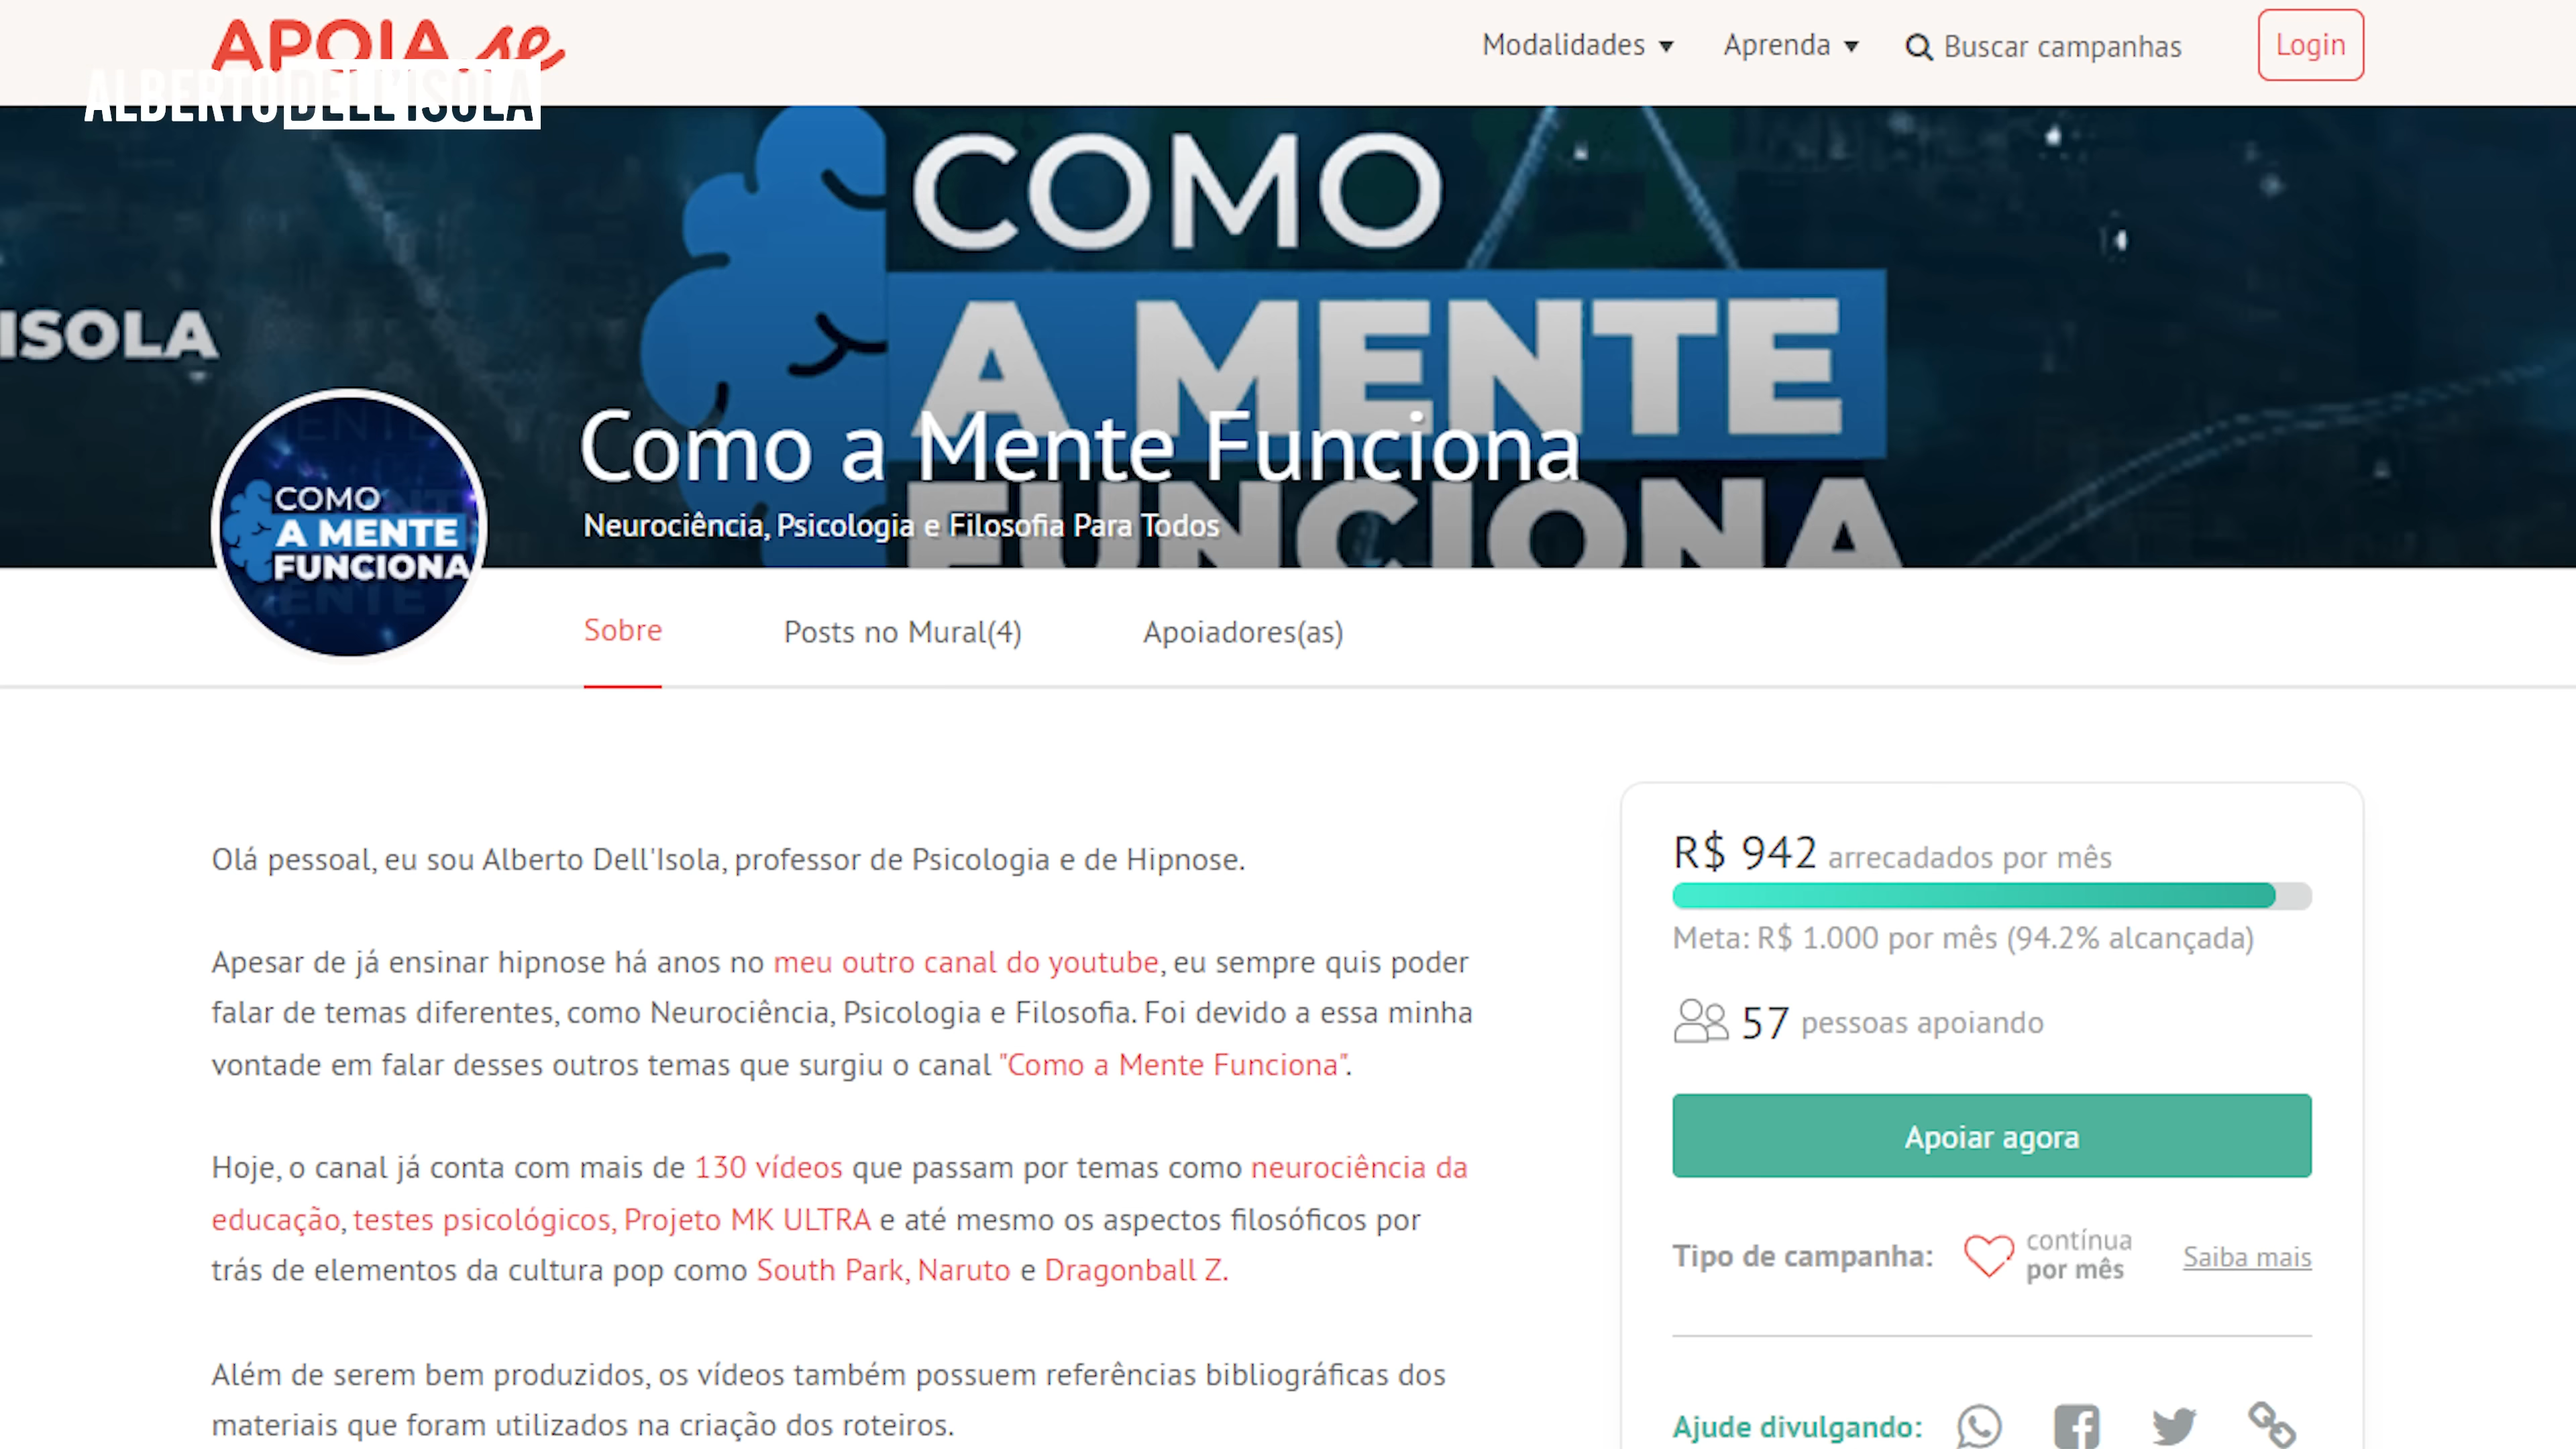 APOIA se
Modalidades Aprenda Buscar campanhas Login
ALBERTO DELL'ISOLA
COMO
A MENTE
FUNCIONA
ISOLA
Como a Mente Funciona
Neurociência, Psicologia e Filosofia Para Todos
COMO
A MENTE
FUNCIONA
Sobre Posts no Mural(4) Apoiadores(as)
Olá pessoal, eu sou Alberto Dell'Isola, professor de Psicologia e de Hipnose.
Apesar de já ensinar hipnose há anos no meu outro canal do youtube, eu sempre quis poder
falar de temas diferentes, como Neurociência, Psicologia e Filosofia. Foi devido a essa minha
vontade em falar desses outros temas que surgiu o canal "Como a Mente Funciona".
Hoje, o canal já conta com mais de 130 vídeos que passam por temas como neurociência da
educação, testes psicológicos, Projeto MK ULTRA e até mesmo os aspectos filosóficos por
trás de elementos da cultura pop como South Park, Naruto e Dragonball Z.
Além de serem bem produzidos, os vídeos também possuem referências bibliográficas dos
materiais que foram utilizados na criação dos roteiros.
R$ 942 arrecadados por mês
Meta: R$ 1.000 por mês (94.2% alcançada)
57 pessoas apoiando
Apoiar agora
Tipo de campanha: contínua por mês Saiba mais
Ajude divulgando: